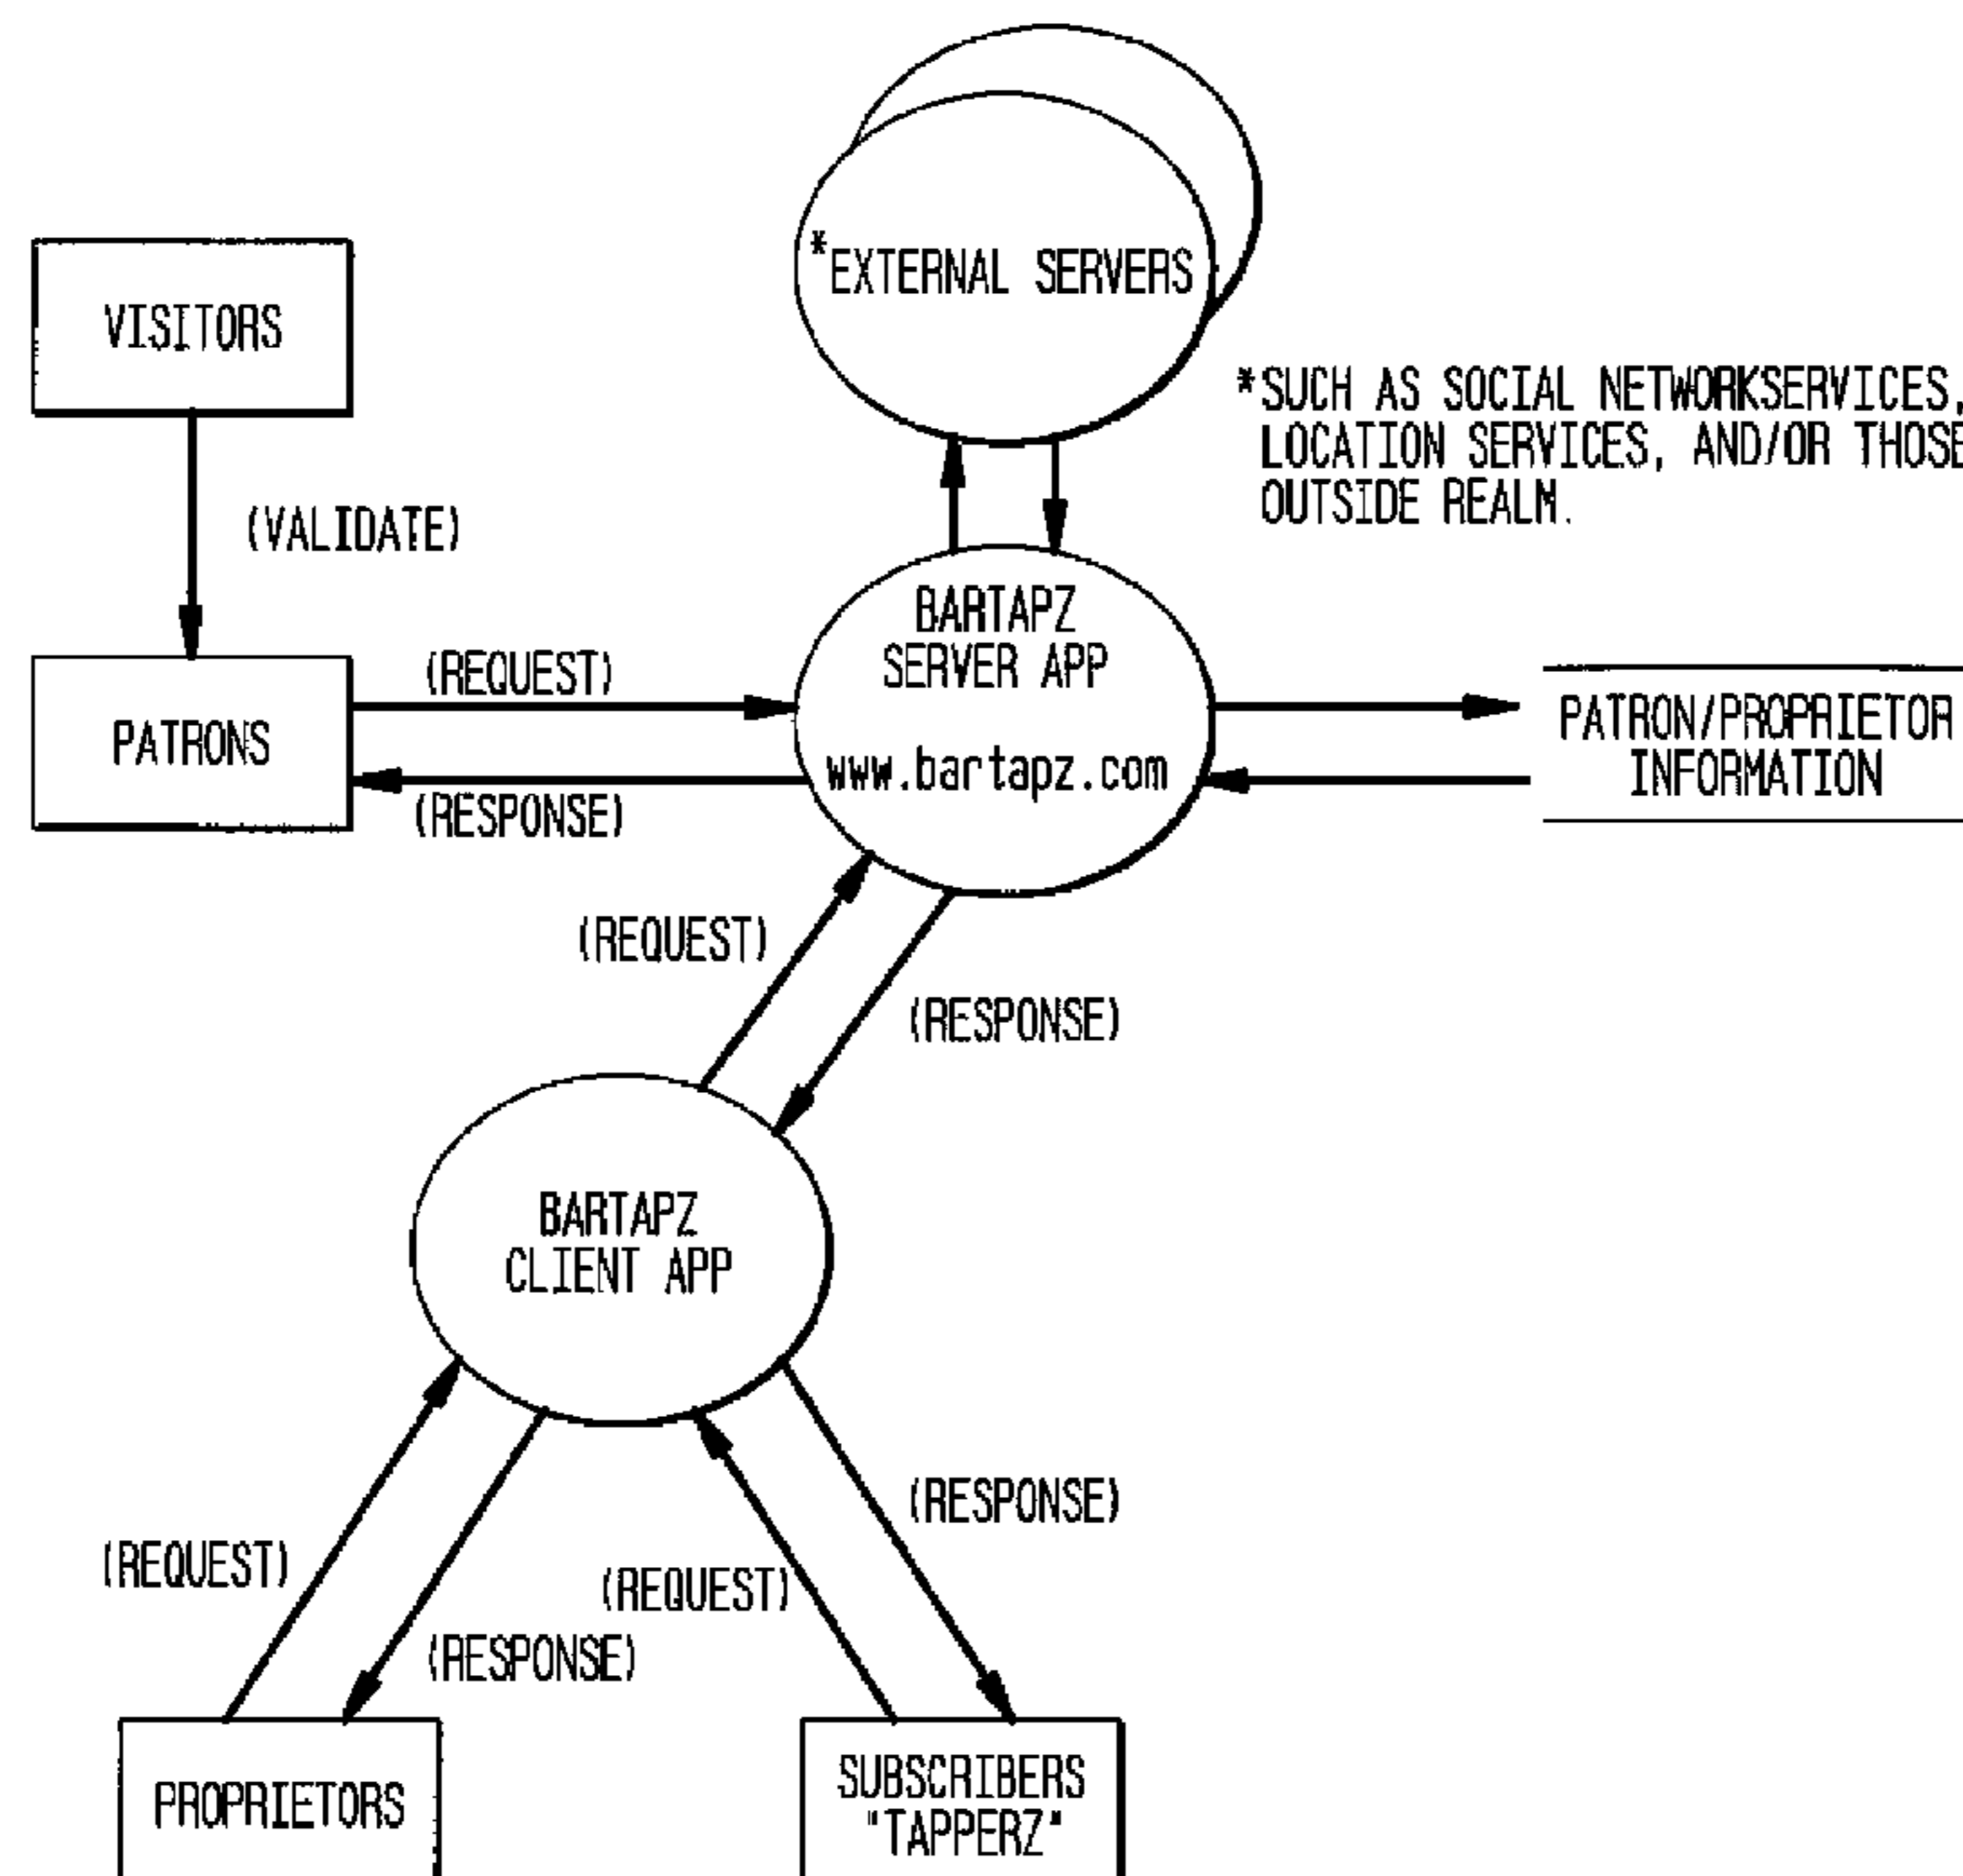 *EXTERNAL SERVERS
VISITORS
*SUCH AS SOCIAL NETWORKSERVICES,
LOCATION SERVICES, AND/OR THOSE
OUTSIDE REALM.
(VALIDATE)
BARTAPZ
SERVER APP
www.bartapz.com
(REQUEST)
PATRONS
(RESPONSE)
PATRON/PROPRIETOR
INFORMATION
(REQUEST)
(RESPONSE)
BARTAPZ
CLIENT APP
(RESPONSE)
(REQUEST)
(REQUEST)
(RESPONSE)
PROPRIETORS
SUBSCRIBERS
"TAPPERZ"